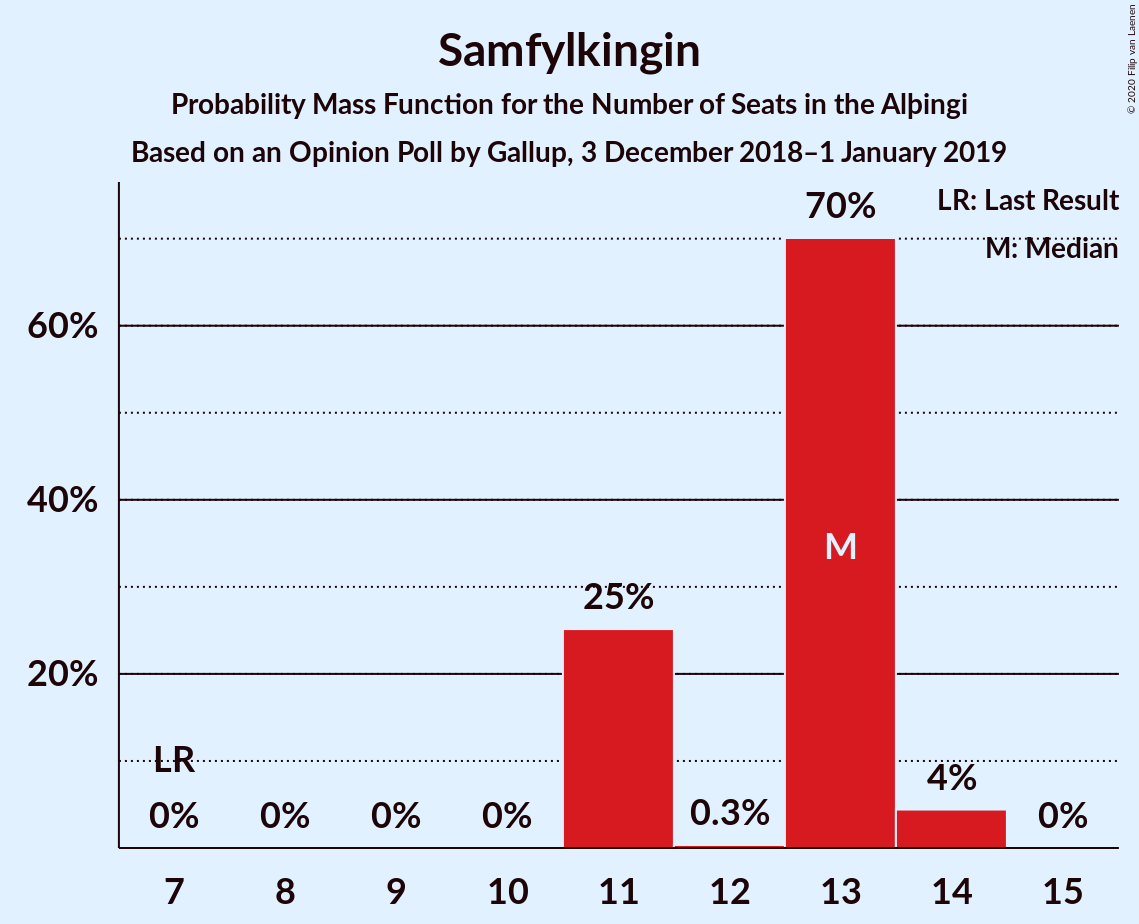 Samfylkingin
Probability Mass Function for the Number of Seats in the Alþingi
Based on an Opinion Poll by Gallup, 3 December 2018–1 January 2019
© 2020 Filip van Laenen
LR: Last Result
M: Median
60%
40%
20%
LR
0%
0%
0%
0%
25%
0.3%
70%
M
4%
0%
7 8 9 10 11 12 13 14 15